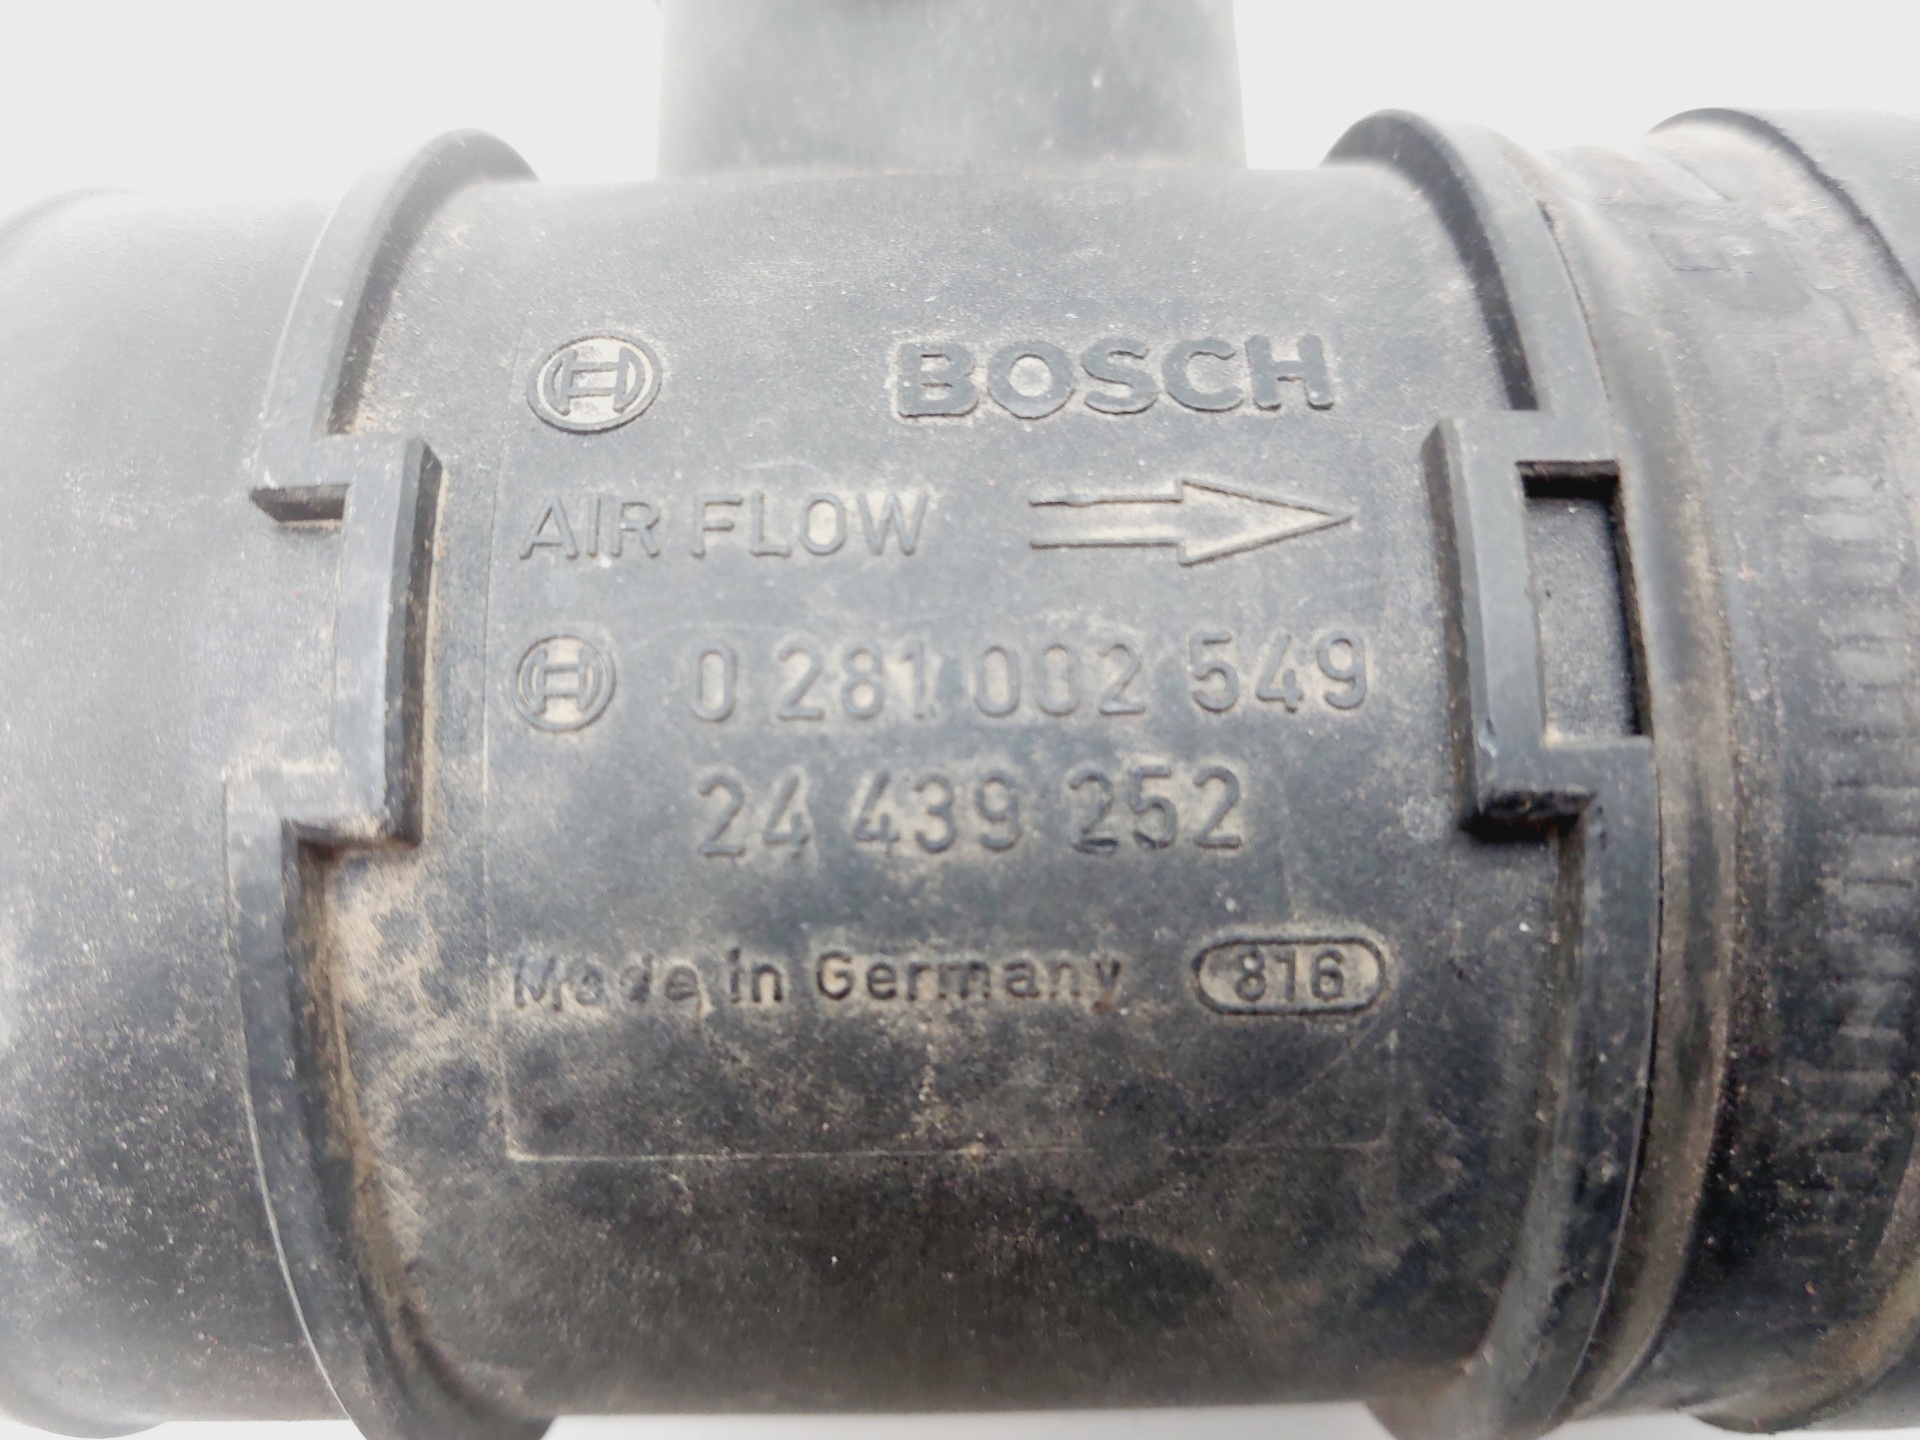 BOSCH
AIR FLOW
0 281 002 549
24 439 252
Made in Germany 816